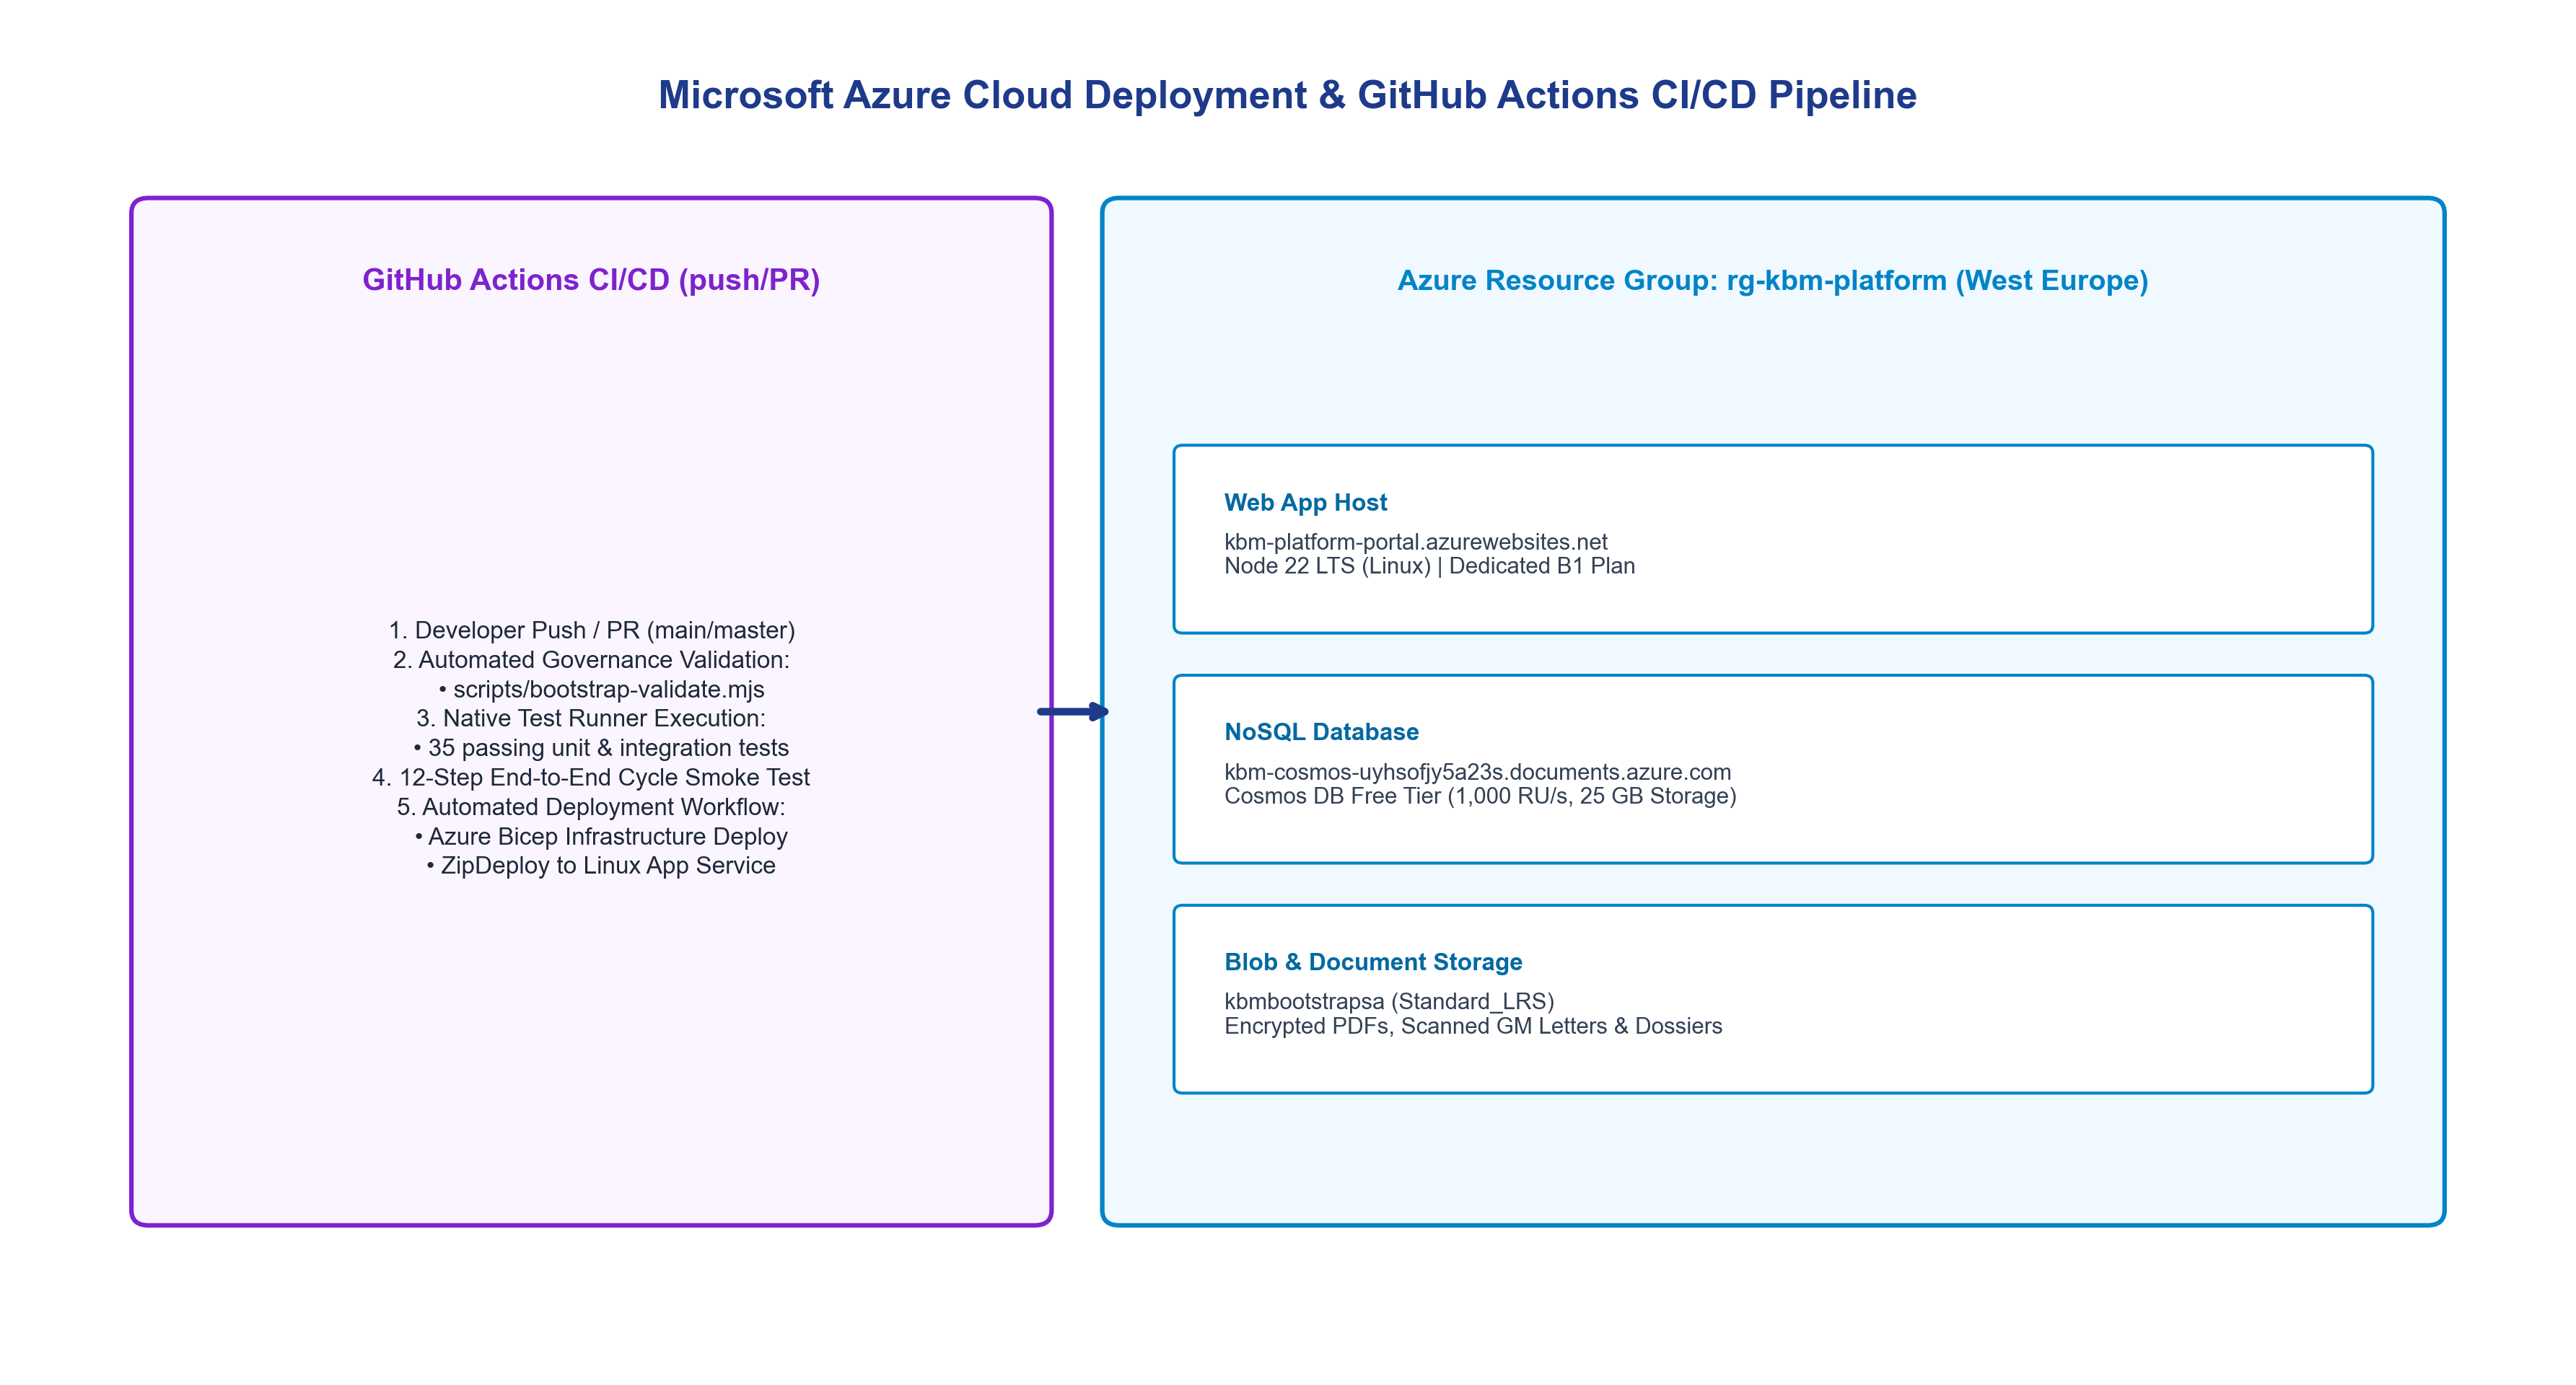 Microsoft Azure Cloud Deployment & GitHub Actions CI/CD Pipeline
GitHub Actions CI/CD (push/PR)
1. Developer Push / PR (main/master)
2. Automated Governance Validation:
• scripts/bootstrap-validate.mjs
3. Native Test Runner Execution:
• 35 passing unit & integration tests
4. 12-Step End-to-End Cycle Smoke Test
5. Automated Deployment Workflow:
• Azure Bicep Infrastructure Deploy
• ZipDeploy to Linux App Service
Azure Resource Group: rg-kbm-platform (West Europe)
Web App Host
kbm-platform-portal.azurewebsites.net
Node 22 LTS (Linux) | Dedicated B1 Plan
NoSQL Database
kbm-cosmos-uyhsofjy5a23s.documents.azure.com
Cosmos DB Free Tier (1,000 RU/s, 25 GB Storage)
Blob & Document Storage
kbmbootstrapsa (Standard_LRS)
Encrypted PDFs, Scanned GM Letters & Dossiers